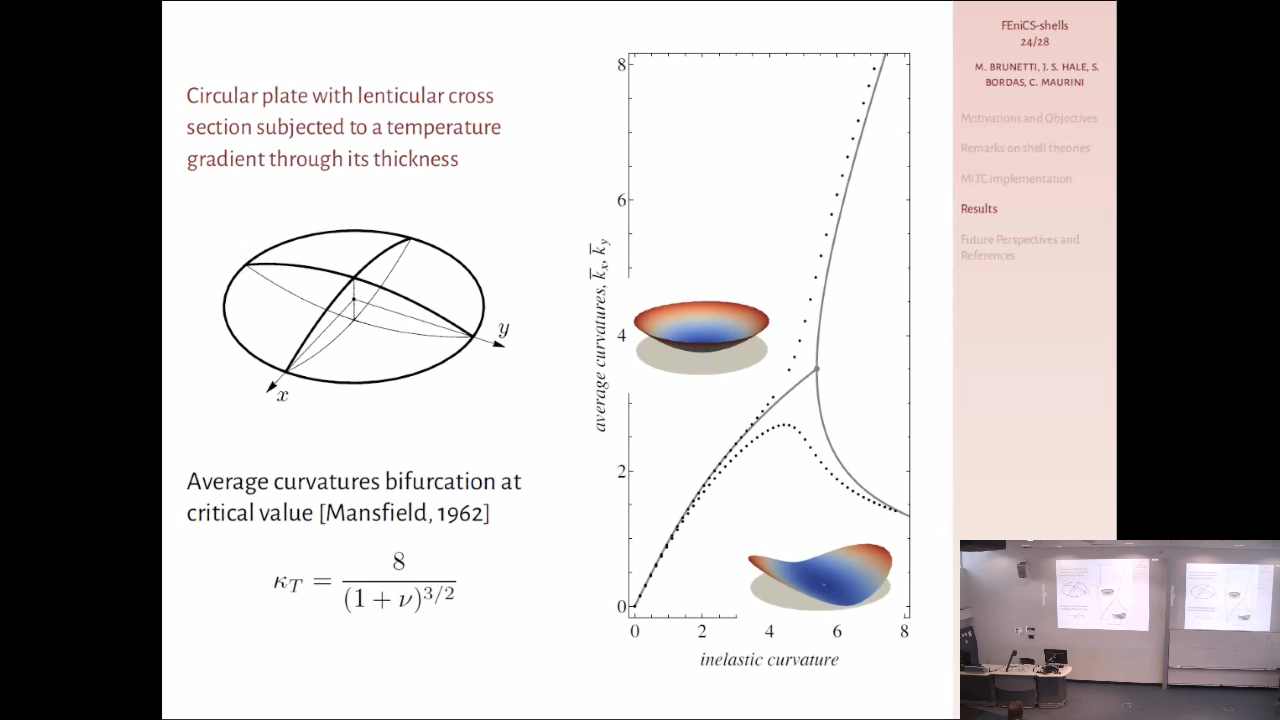 Circular plate with lenticular cross
section subjected to a temperature
gradient through its thickness
y
x
Average curvatures bifurcation at
critical value [Mansfield, 1962]
κ_T = 8 / (1 + ν)^{3/2}
average curvatures, k̅_x, k̅_y
8
6
4
2
0
0 2 4 6 8
inelastic curvature
FEniCS-shells
24/28
M. BRUNETTI, J. S. HALE, S.
BORDAS, C. MAURINI
Motivations and Objectives
Remarks on shell theories
MITC implementation
Results
Future Perspectives and
References